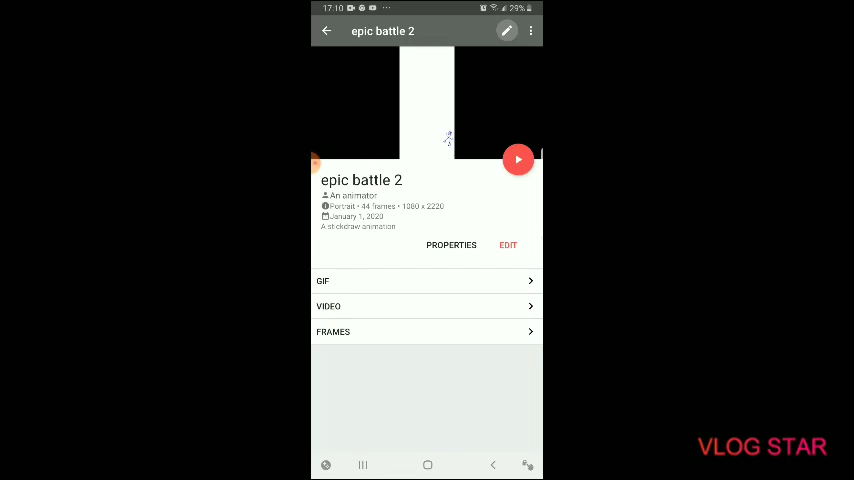 17:10 29%
epic battle 2
epic battle 2
An animator
Portrait • 44 frames • 1080 x 2220
January 1, 2020
A stickdraw animation
PROPERTIES EDIT
GIF
VIDEO
FRAMES
VLOG STAR